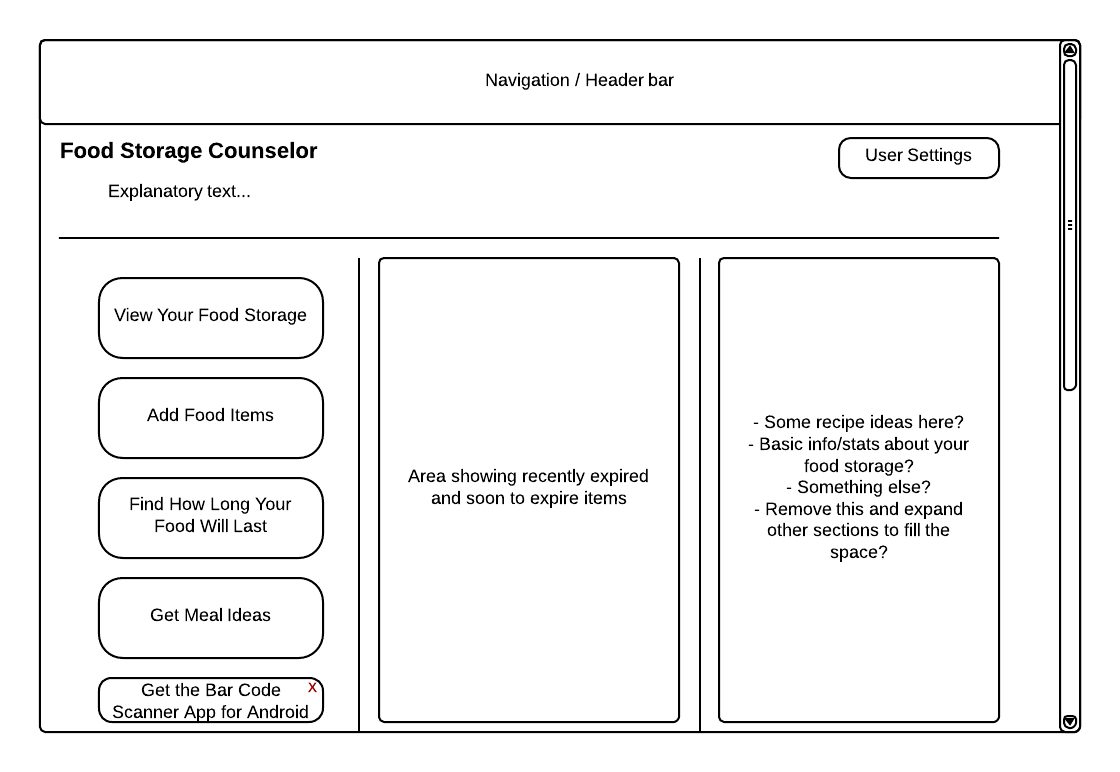 Navigation / Header bar
Food Storage Counselor
User Settings
Explanatory text...
View Your Food Storage
Add Food Items
Find How Long Your
Food Will Last
Get Meal Ideas
Get the Bar Code
X
Scanner App for Android
Area showing recently expired
and soon to expire items
- Some recipe ideas here?
- Basic info/stats about your
food storage?
- Something else?
- Remove this and expand
other sections to fill the
space?